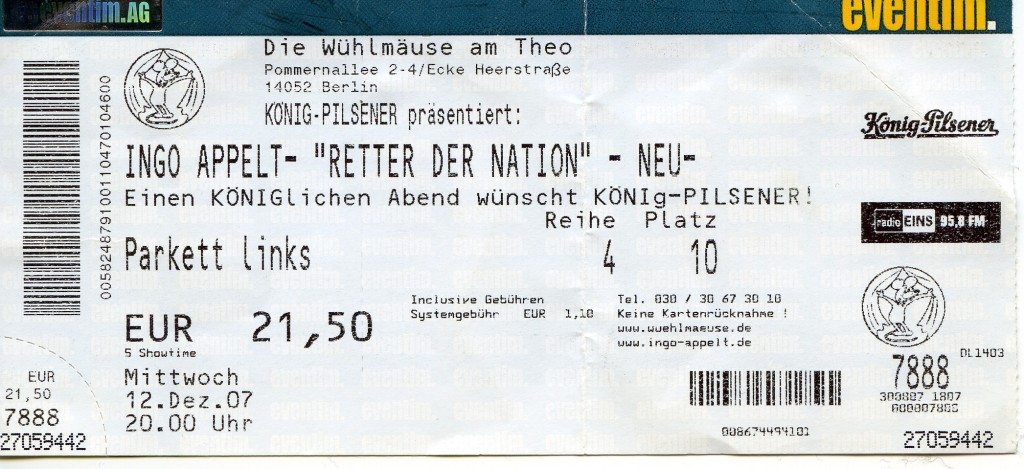 eventim.AG
eventim.
Die Wühlmäuse am Theo
Pommernallee 2-4/Ecke Heerstraße
14052 Berlin
KÖNIG-PILSENER präsentiert:
König-Pilsener
INGO APPELT- "RETTER DER NATION" - NEU-
Einen KÖNIGlichen Abend wünscht KÖNIg-PILSENER!
Reihe Platz
radio EINS 95,8 FM
Parkett links 4 10
005824879100110470104600
Inclusive Gebühren
Systemgebühr EUR 1,10
Tel. 030 / 30 67 30 10
Keine Kartenrücknahme !
www.wuehlmaeuse.de
www.ingo-appelt.de
EUR 21,50
5 Showtime
Mittwoch
12.Dez.07
20.00 Uhr
EUR
21,50
7888
27059442
008674494101
DL1403
7888
300807 1807
27059442